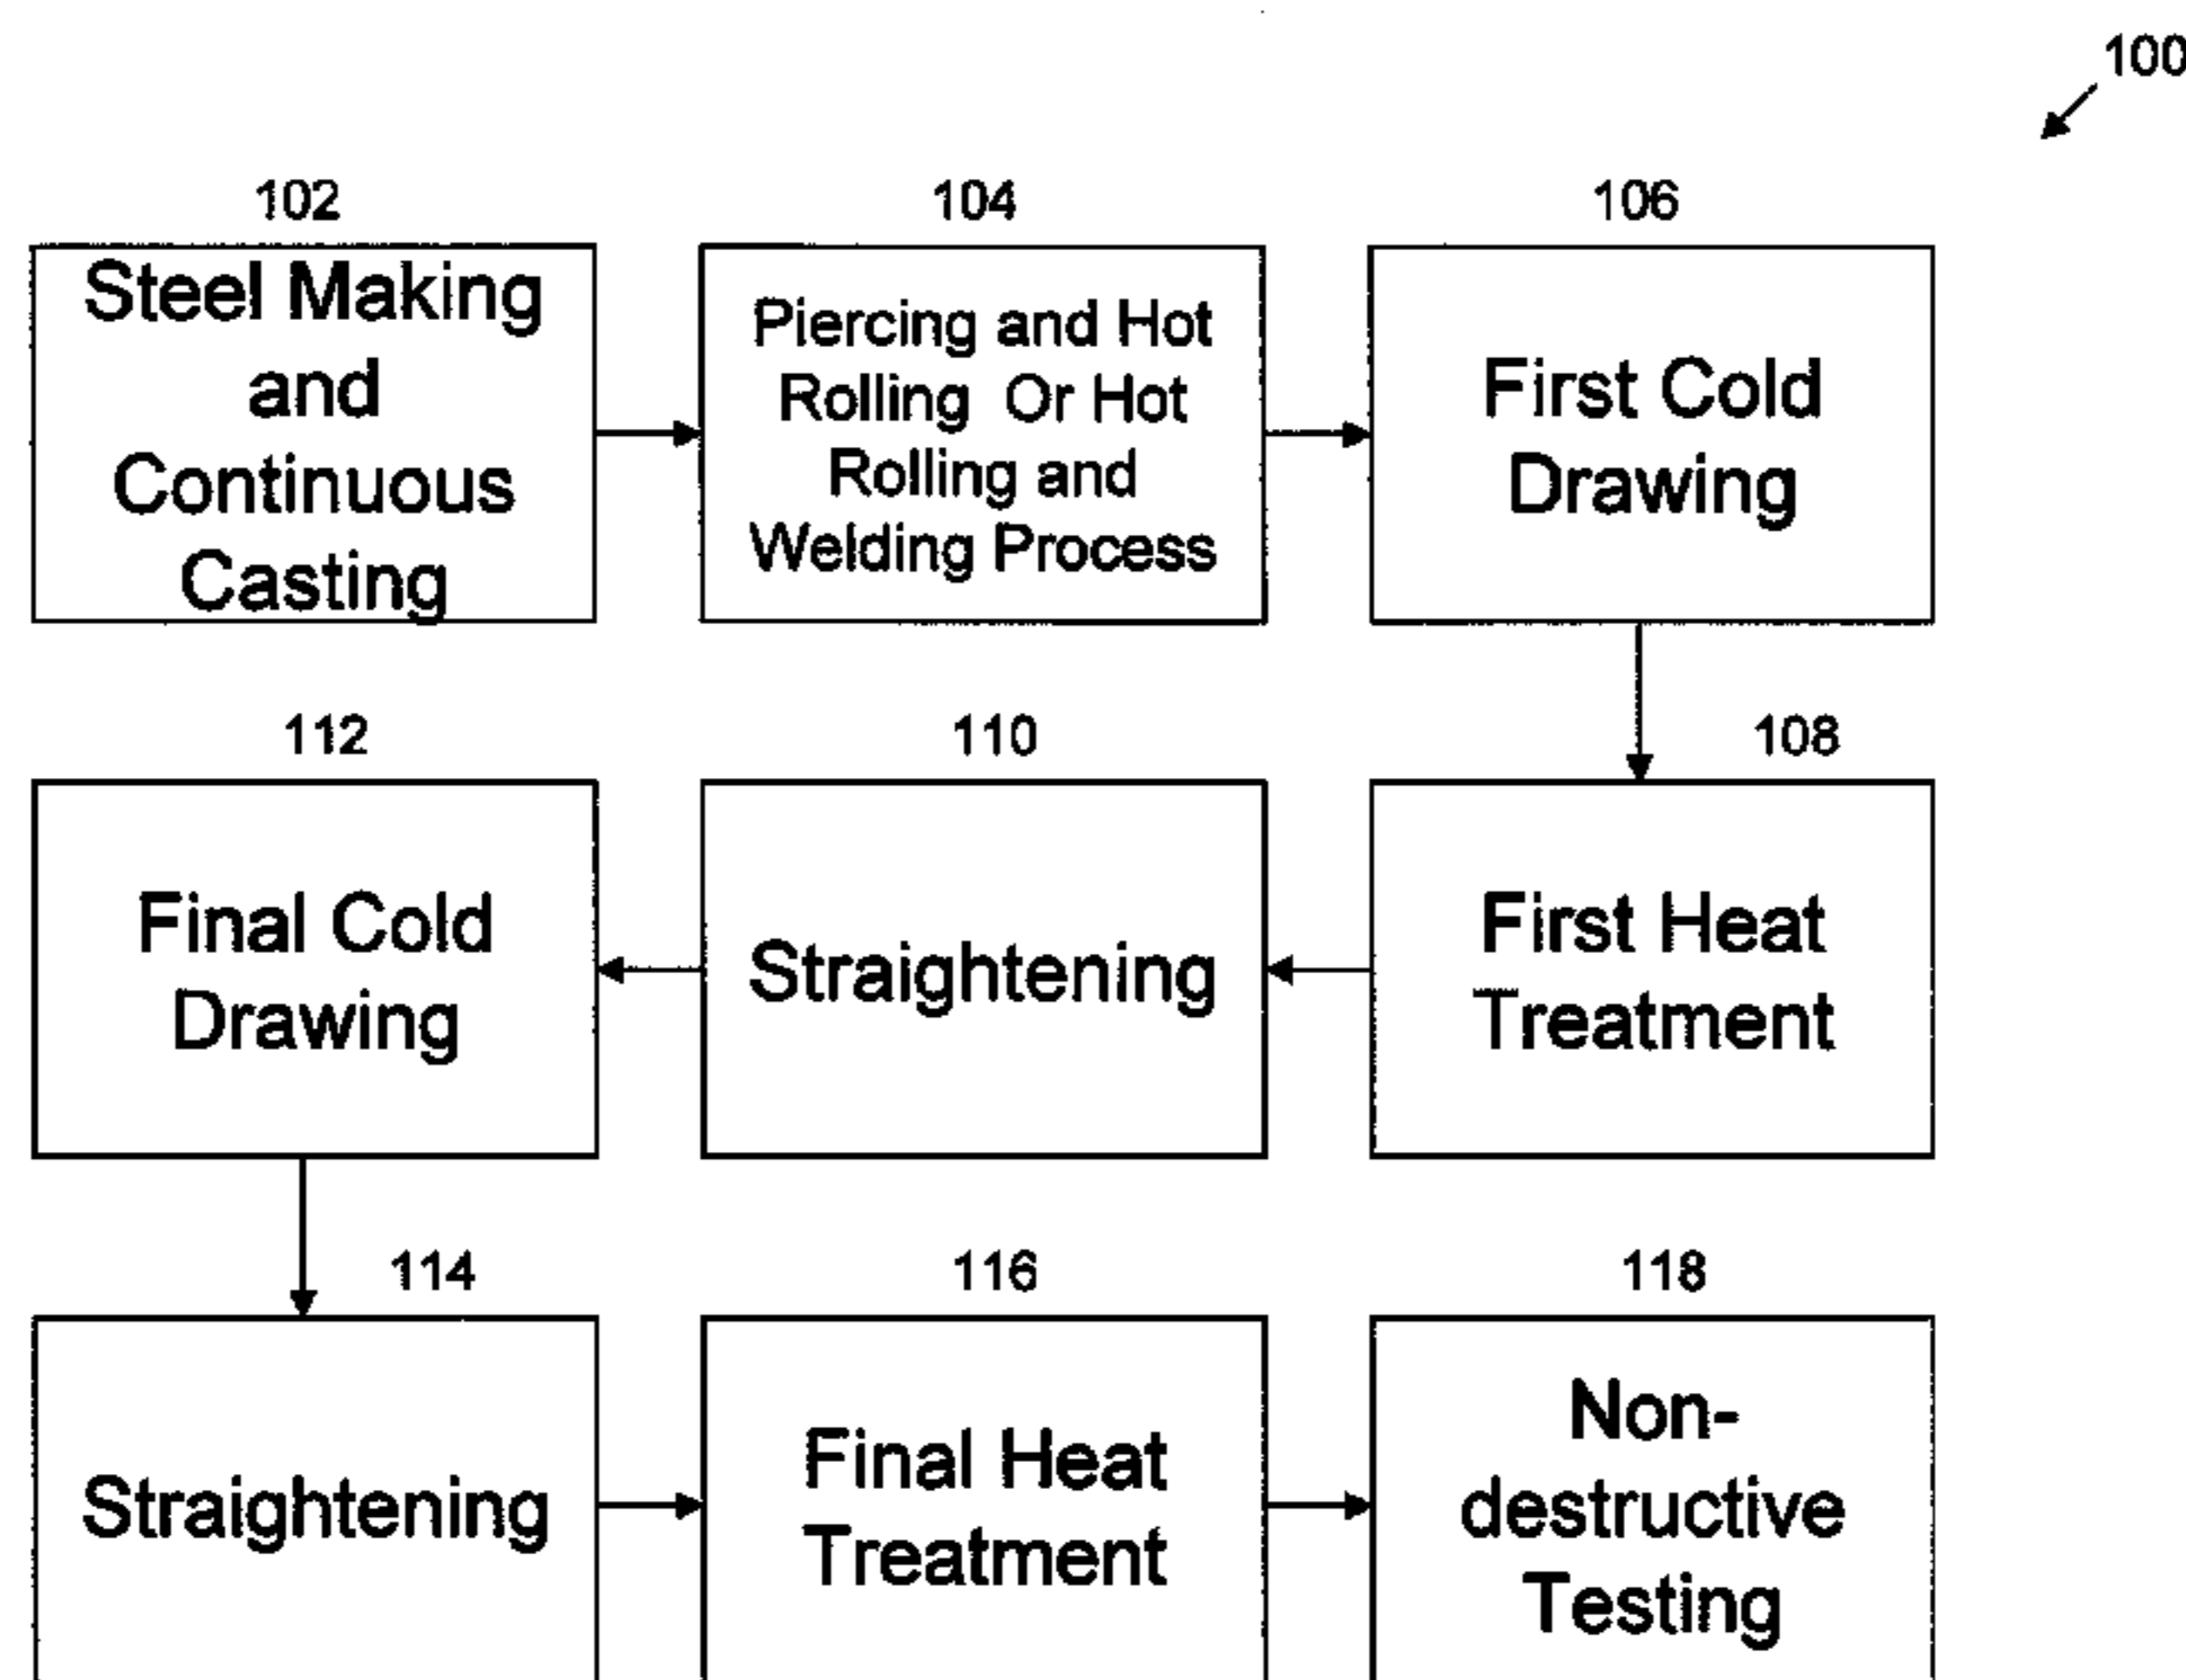 100
102
Steel Making
and
Continuous
Casting
104
Piercing and Hot
Rolling Or Hot
Rolling and
Welding Process
106
First Cold
Drawing
108
First Heat
Treatment
110
Straightening
112
Final Cold
Drawing
114
Straightening
116
Final Heat
Treatment
118
Non-
destructive
Testing